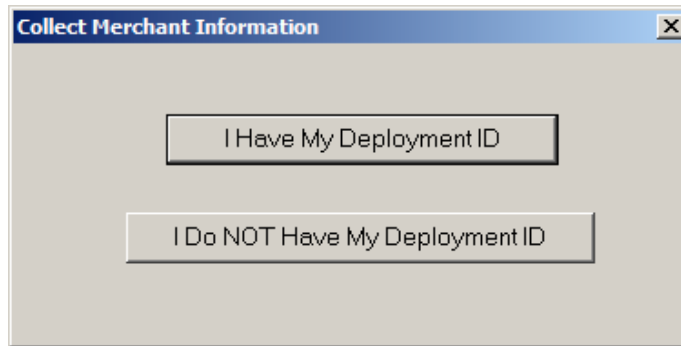 Collect Merchant Information
I Have My Deployment ID
I Do NOT Have My Deployment ID